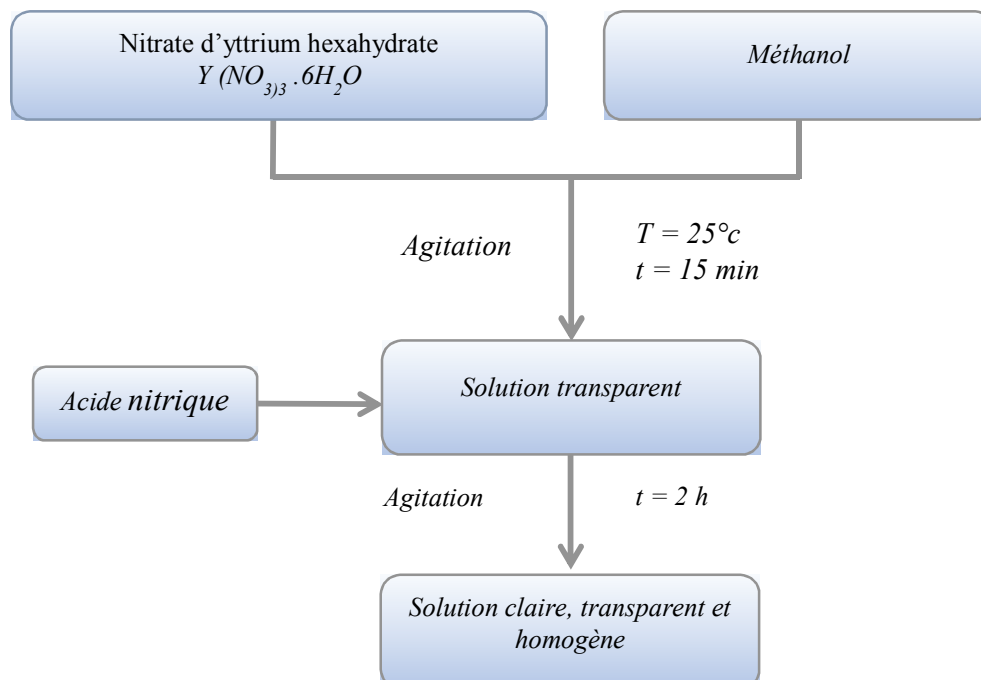 Nitrate d'yttrium hexahydrate
Y (NO3)3 .6H2O
Méthanol
Agitation
T = 25°c
t = 15 min
Acide nitrique
Solution transparent
Agitation
t = 2 h
Solution claire, transparent et
homogène